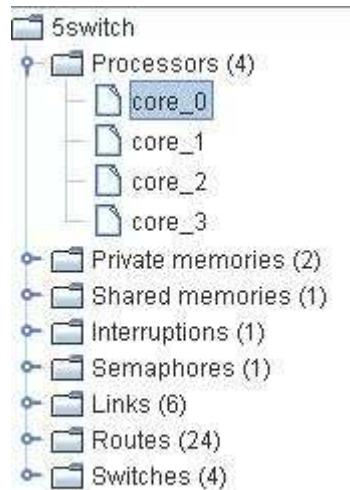 5switch
Processors (4)
core_0
core_1
core_2
core_3
Private memories (2)
Shared memories (1)
Interruptions (1)
Semaphores (1)
Links (6)
Routes (24)
Switches (4)